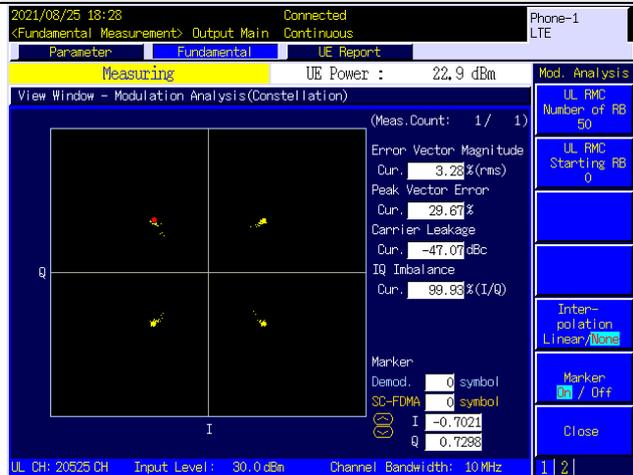 2021/08/25 18:28 Connected Phone-1
<Fundamental Measurement> Output Main Continuous LTE
Parameter Fundamental UE Report
Measuring UE Power : 22.9 dBm Mod. Analysis
View Window - Modulation Analysis(Constellation)
UL RMC
Number of RB
50
(Meas.Count: 1/ 1)
Error Vector Magnitude
Cur. 3.28 %(rms)
Peak Vector Error
Cur. 29.67 %
Carrier Leakage
Cur. -47.07 dBc
IQ Imbalance
Cur. 99.93 %(I/Q)
UL RMC
Starting RB
0
Q
I
Inter-
polation
Linear/None
Marker
Demod. 0 symbol
SC-FDMA 0 symbol
I -0.7021
Q 0.7298
Marker
On / Off
Close
UL CH: 20525 CH Input Level: 30.0 dBm Channel Bandwidth: 10 MHz 1 2